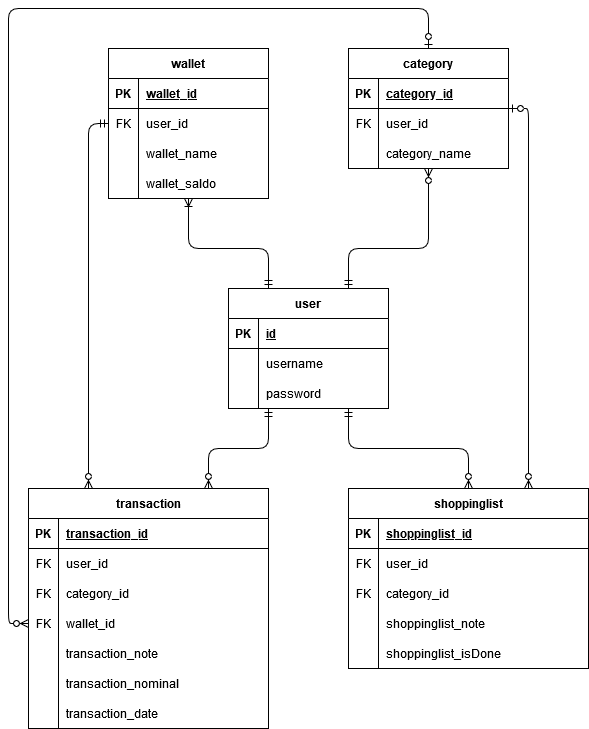 wallet
PK wallet_id
FK user_id
wallet_name
wallet_saldo
category
PK category_id
FK user_id
category_name
user
PK id
username
password
transaction
PK transaction_id
FK user_id
FK category_id
FK wallet_id
transaction_note
transaction_nominal
transaction_date
shoppinglist
PK shoppinglist_id
FK user_id
FK category_id
shoppinglist_note
shoppinglist_isDone